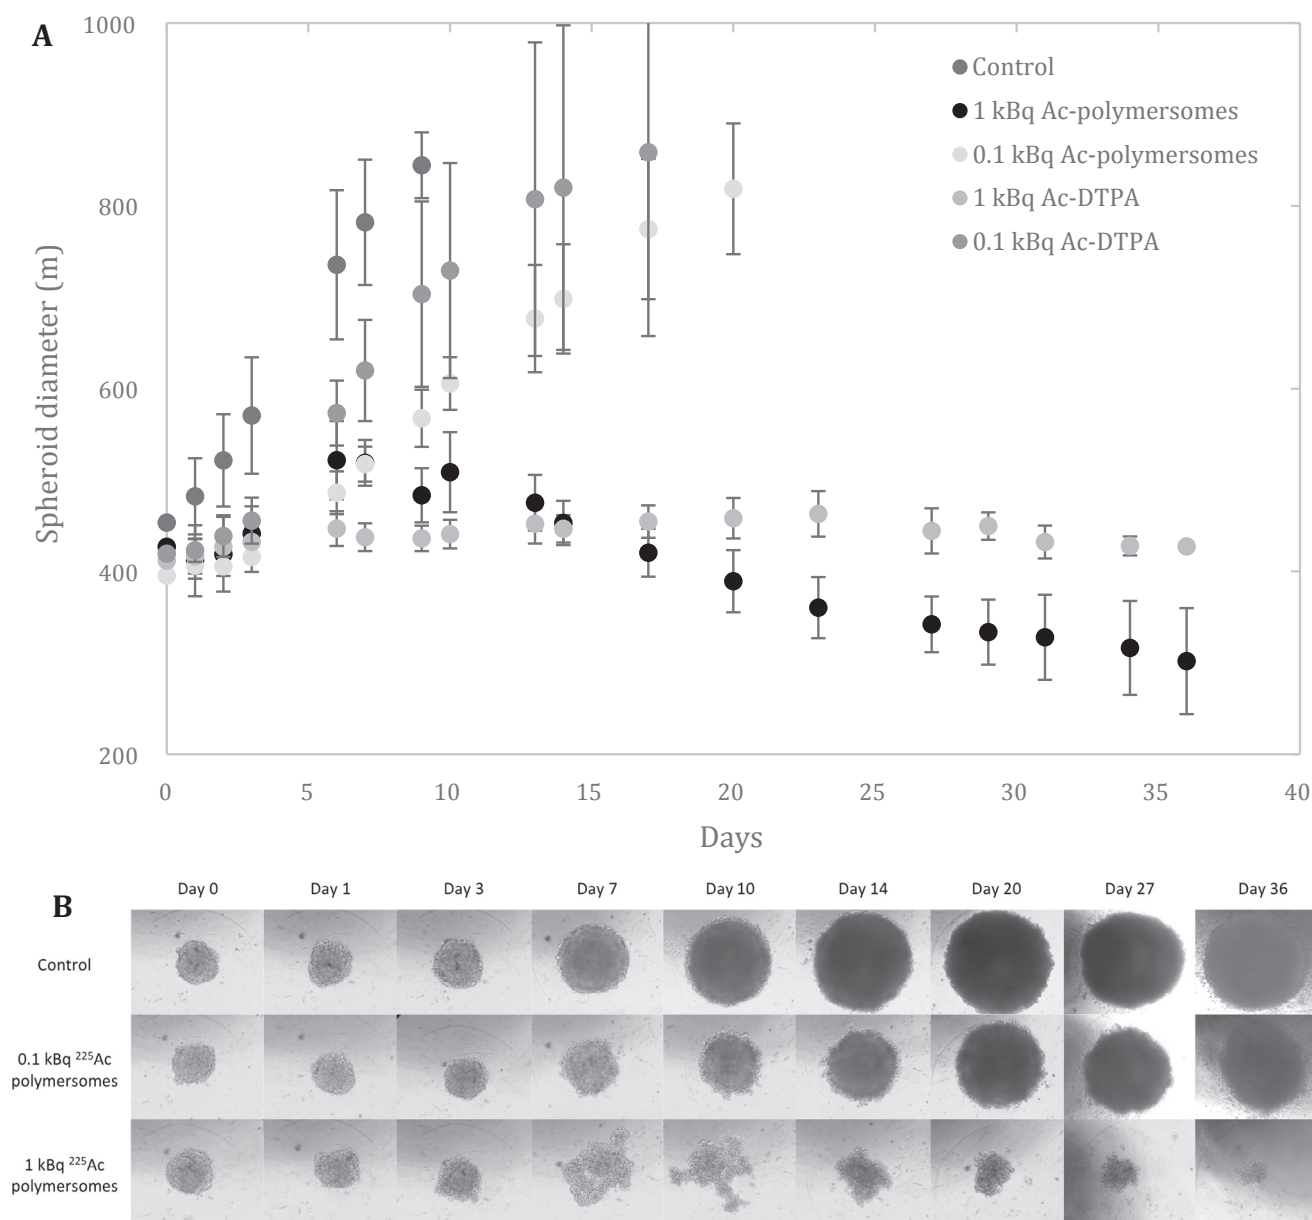 A
1000
800
600
400
200
Spheroid diameter (m)
Control
1 kBq Ac-polymersomes
0.1 kBq Ac-polymersomes
1 kBq Ac-DTPA
0.1 kBq Ac-DTPA
0 5 10 15 20 25 30 35 40
Days
B
Day 0 Day 1 Day 3 Day 7 Day 10 Day 14 Day 20 Day 27 Day 36
Control
0.1 kBq ²²⁵Ac
polymersomes
1 kBq ²²⁵Ac
polymersomes